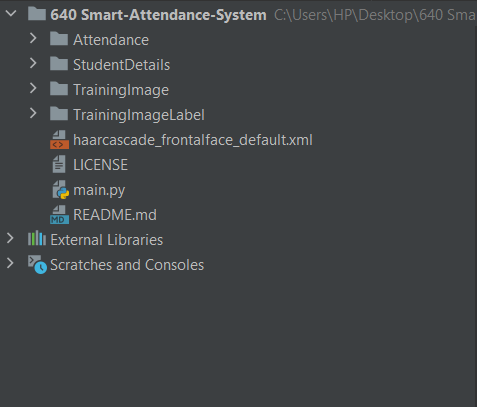 640 Smart-Attendance-System C:\Users\HP\Desktop\640 Sma
Attendance
StudentDetails
TrainingImage
TrainingImageLabel
haarcascade_frontalface_default.xml
LICENSE
main.py
MD README.md
External Libraries
Scratches and Consoles